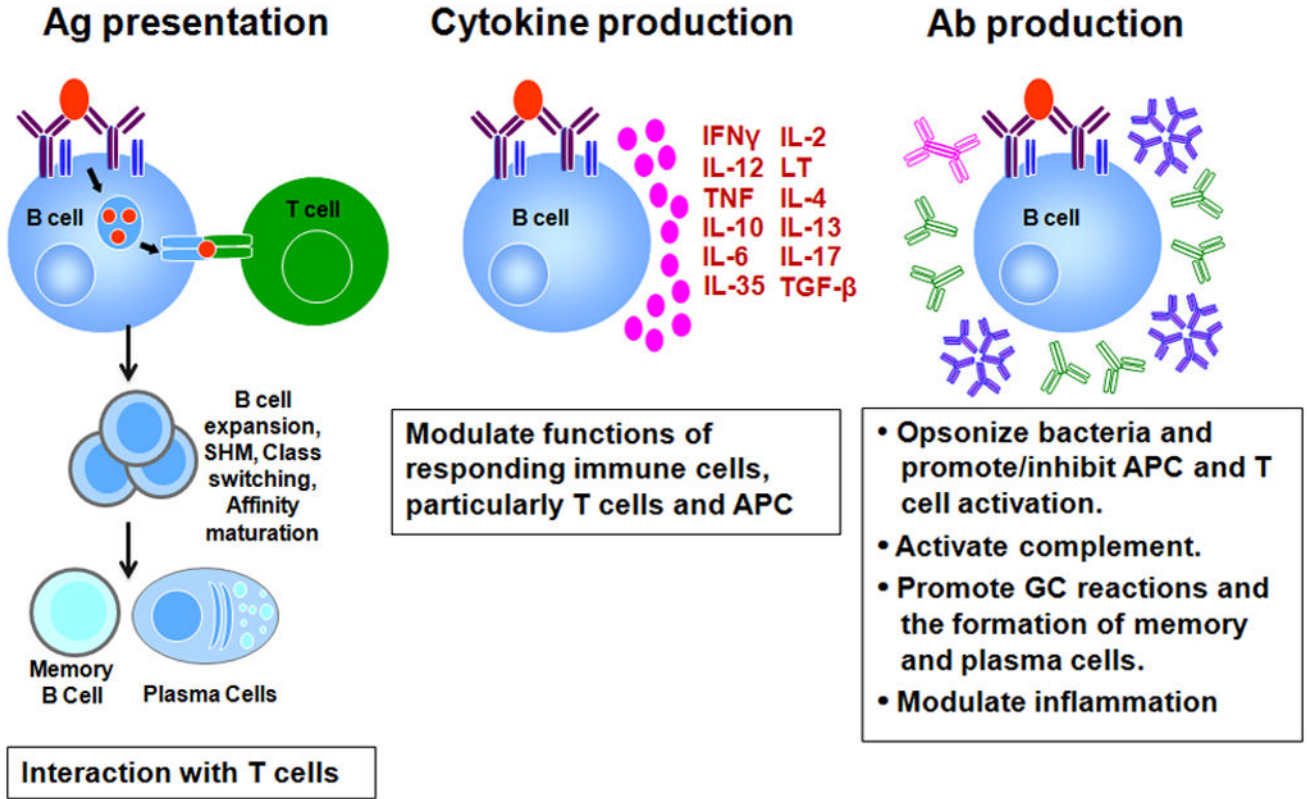 Ag presentation
B cell
T cell
B cell
expansion,
SHM, Class
switching,
Affinity
maturation
Memory
B Cell
Plasma Cells
Interaction with T cells
Cytokine production
B cell
IFNγ IL-2
IL-12 LT
TNF IL-4
IL-10 IL-13
IL-6 IL-17
IL-35 TGF-β
Modulate functions of
responding immune cells,
particularly T cells and APC
Ab production
B cell
• Opsonize bacteria and
promote/inhibit APC and T
cell activation.
• Activate complement.
• Promote GC reactions and
the formation of memory
and plasma cells.
• Modulate inflammation